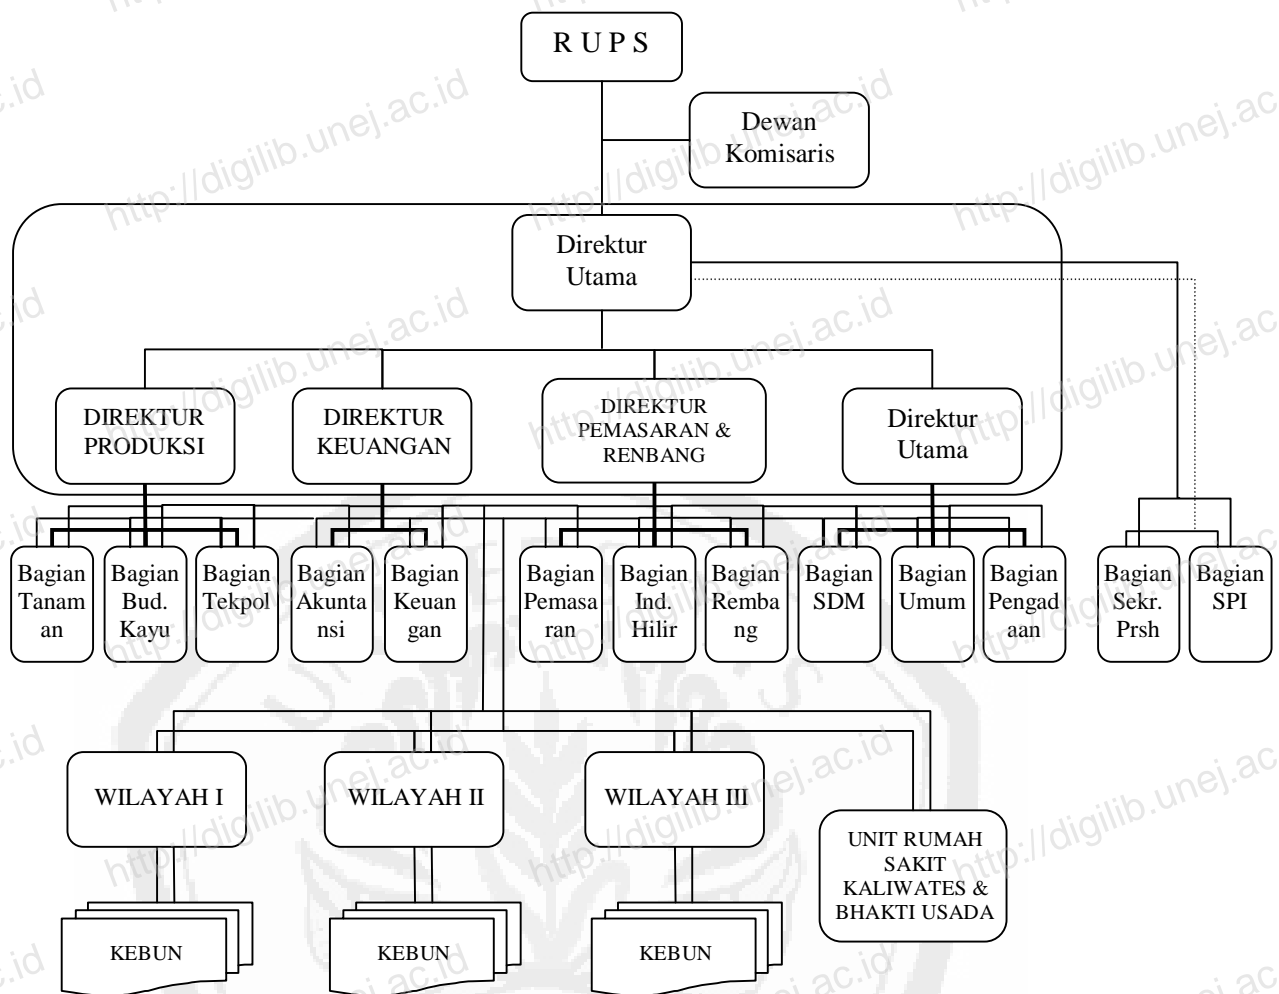 R U P S
Dewan
Komisaris
Direktur
Utama
DIREKTUR
PRODUKSI
DIREKTUR
KEUANGAN
DIREKTUR
PEMASARAN &
RENBANG
Direktur
Utama
Bagian
Tanam
an
Bagian
Bud.
Kayu
Bagian
Tekpol
Bagian
Akunta
nsi
Bagian
Keuan
gan
Bagian
Pemasa
ran
Bagian
Ind.
Hilir
Bagian
Remba
ng
Bagian
SDM
Bagian
Umum
Bagian
Pengad
aan
Bagian
Sekr.
Prsh
Bagian
SPI
WILAYAH I
WILAYAH II
WILAYAH III
UNIT RUMAH
SAKIT
KALIWATES &
BHAKTI USADA
KEBUN
KEBUN
KEBUN
http://digilib.unej.ac.id